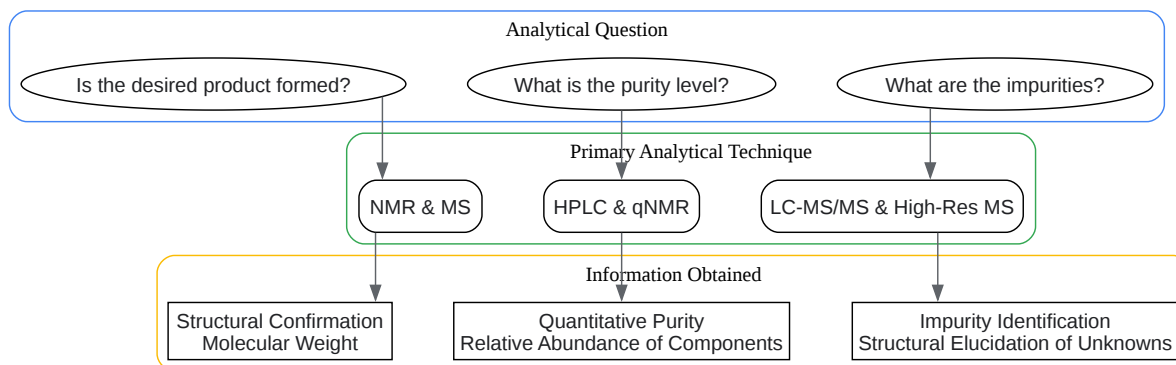 Analytical Question
Is the desired product formed?
What is the purity level?
What are the impurities?
Primary Analytical Technique
NMR & MS
HPLC & qNMR
LC-MS/MS & High-Res MS
Information Obtained
Structural Confirmation
Molecular Weight
Quantitative Purity
Relative Abundance of Components
Impurity Identification
Structural Elucidation of Unknowns